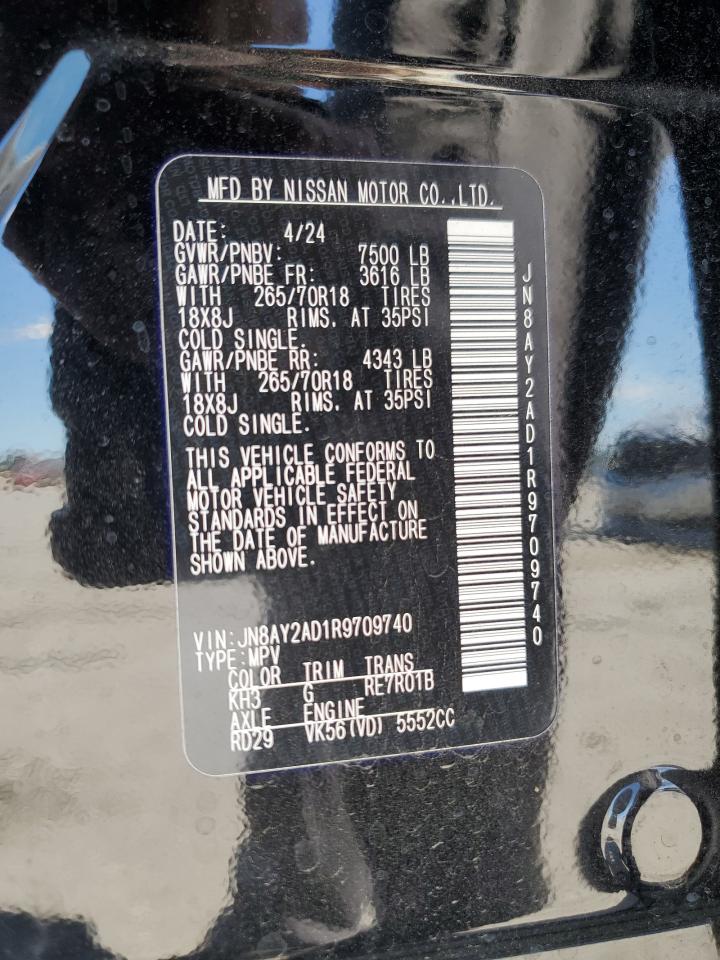 MFD BY NISSAN MOTOR CO.,LTD.
DATE: 4/24
GVWR/PNBV: 7500 LB
GAWR/PNBE FR: 3616 LB
WITH 265/70R18 TIRES
18X8J RIMS. AT 35PSI
COLD SINGLE.
GAWR/PNBE RR: 4343 LB
WITH 265/70R18 TIRES
18X8J RIMS. AT 35PSI
COLD SINGLE.
THIS VEHICLE CONFORMS TO
ALL APPLICABLE FEDERAL
MOTOR VEHICLE SAFETY
STANDARDS IN EFFECT ON
THE DATE OF MANUFACTURE
SHOWN ABOVE.
VIN:JN8AY2AD1R9709740
TYPE:MPV
COLOR TRIM TRANS
KH3 G RE7R01B
AXLE ENGINE
RD29 VK56(VD) 5552CC
JN8AY2AD1R9709740